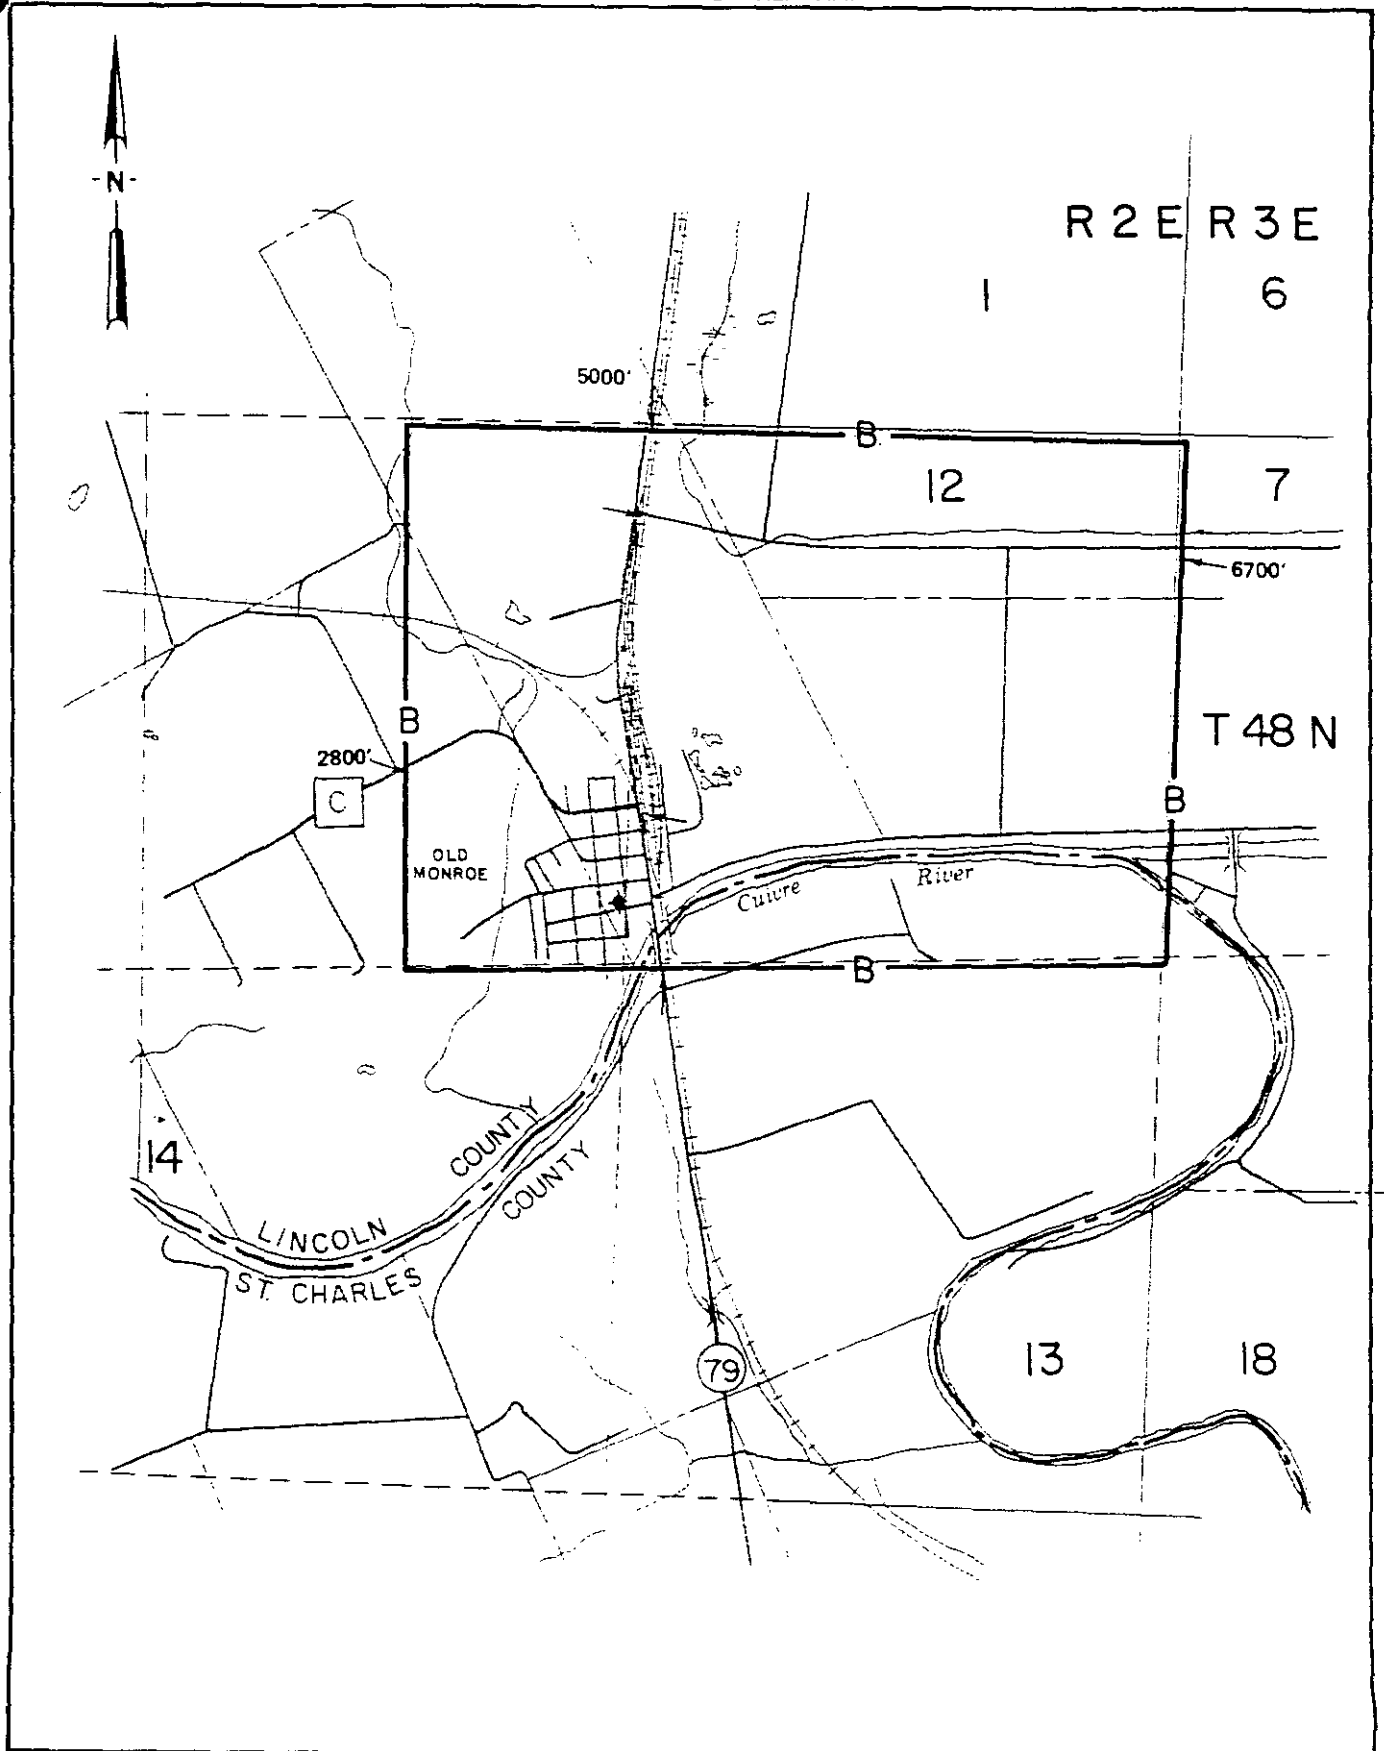 N
R 2 E R 3 E
1
6
5000'
B
12
7
6700'
B
T 48 N
2800'
C
B
OLD
MONROE
Cuivre River
B
COUNTY
14
COUNTY
LINCOLN
ST. CHARLES
79
13
18